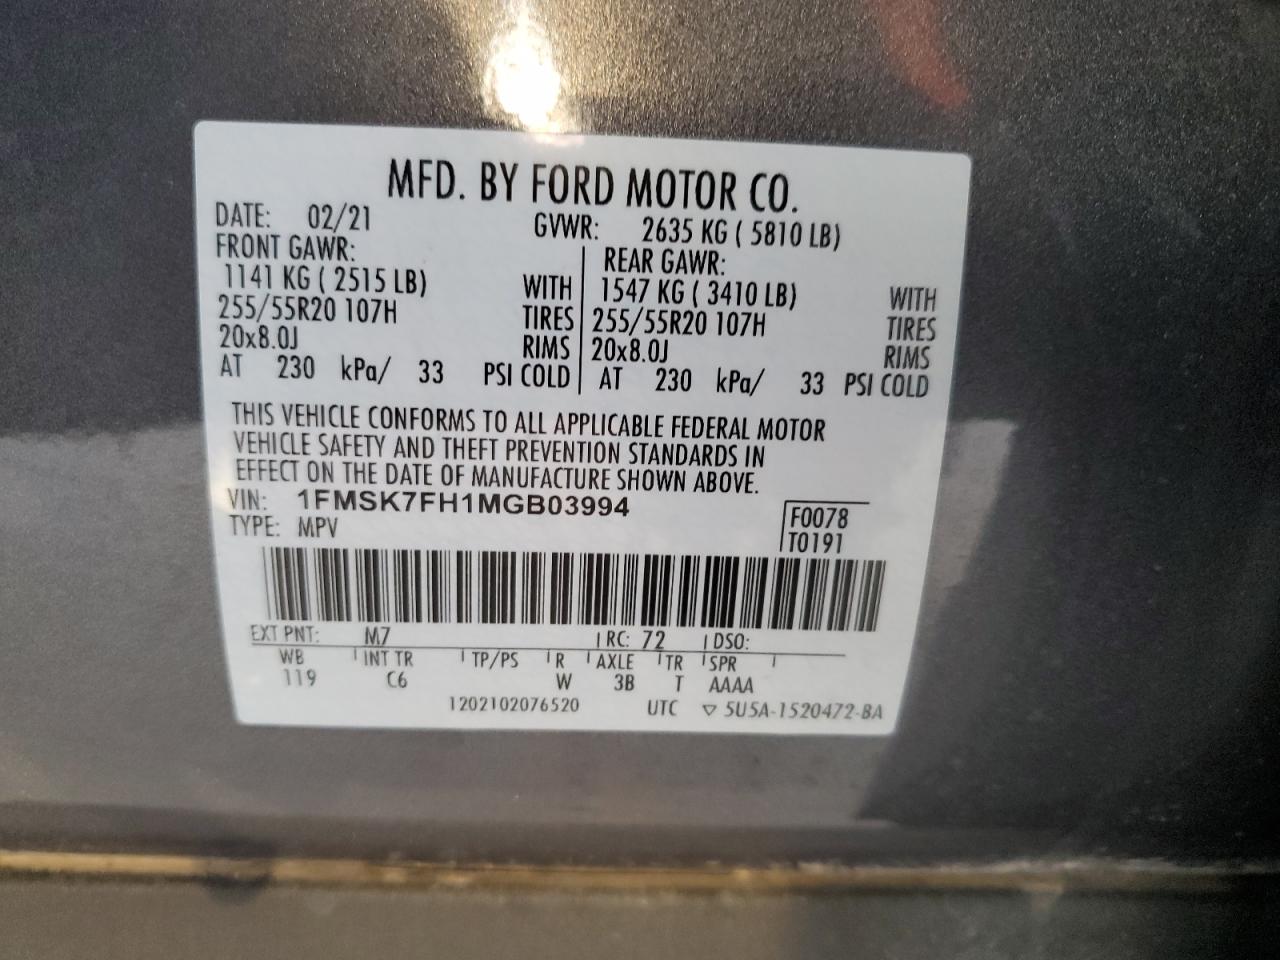 MFD. BY FORD MOTOR CO.
DATE: 02/21 GVWR: 2635 KG ( 5810 LB)
FRONT GAWR: REAR GAWR:
1141 KG ( 2515 LB) WITH 1547 KG ( 3410 LB) WITH
255/55R20 107H TIRES 255/55R20 107H TIRES
20x8.0J RIMS 20x8.0J RIMS
AT 230 kPa/ 33 PSI COLD AT 230 kPa/ 33 PSI COLD
THIS VEHICLE CONFORMS TO ALL APPLICABLE FEDERAL MOTOR
VEHICLE SAFETY AND THEFT PREVENTION STANDARDS IN
EFFECT ON THE DATE OF MANUFACTURE SHOWN ABOVE.
VIN: 1FMSK7FH1MGB03994
TYPE: MPV
F0078
T0191
EXT PNT: M7 RC: 72 DSO:
WB INT TR TP/PS R AXLE TR SPR
119 C6 W 3B T AAAA
1202102076520 UTC ▽ 5U5A-1520472-BA